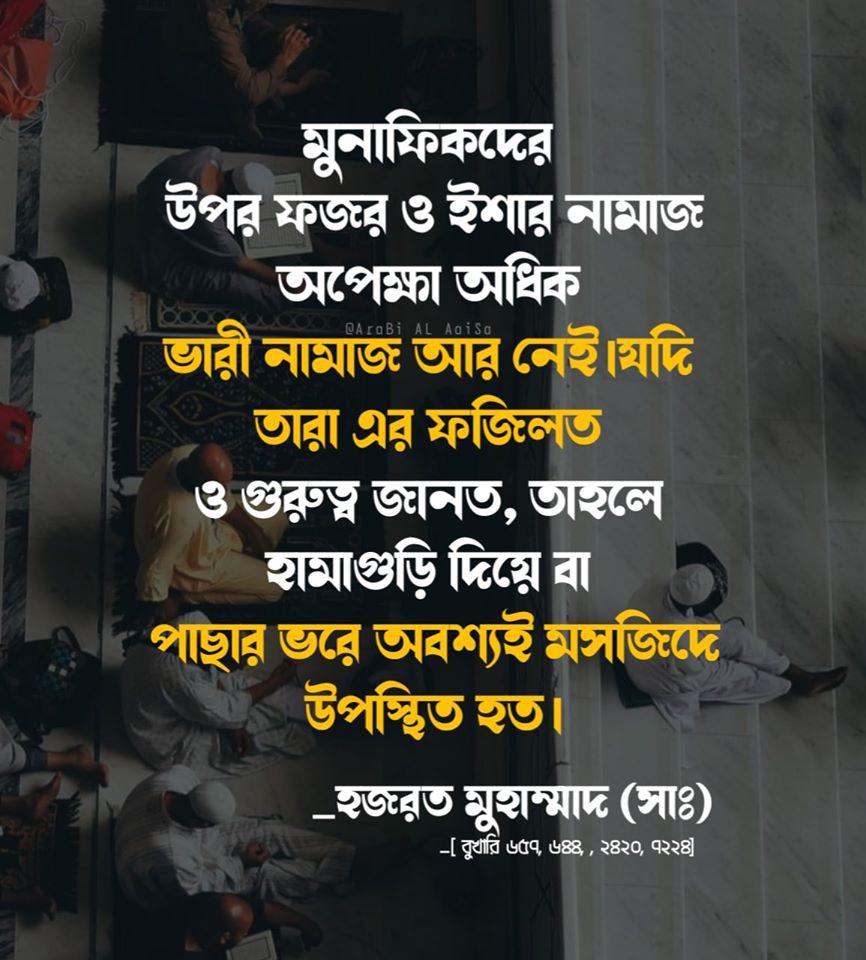 মুনাফিকদের
উপর ফজর ও ইশার নামাজ
অপেক্ষা অধিক
@AraBi AL AaiSa
ভারী নামাজ আর নেই।যদি
তারা এর ফজিলত
ও গুরুত্ব জানত, তাহলে
হামাগুড়ি দিয়ে বা
পাছার ভরে অবশ্যই মসজিদে
উপস্থিত হত।
_হজরত মুহাম্মাদ (সাঃ)
_[ বুখারি ৬৫৭, ৬৪৪, , ২৪২০, ৭২২৪]